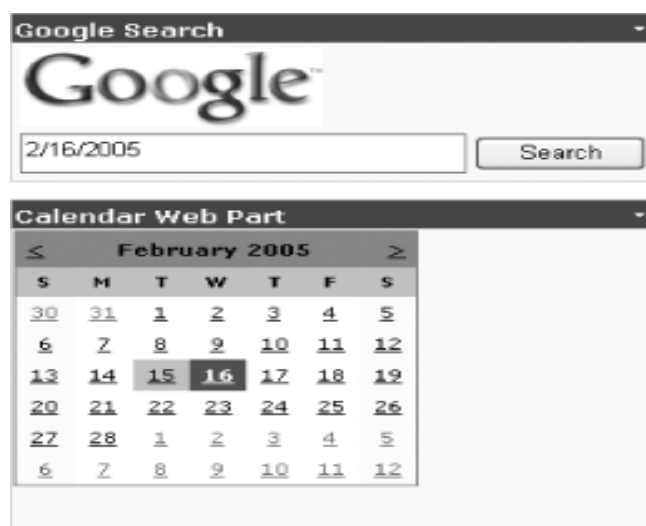 Google Search
Google™
2/16/2005 Search
Calendar Web Part
< February 2005 >
S M T W T F S
30 31 1 2 3 4 5
6 7 8 9 10 11 12
13 14 15 16 17 18 19
20 21 22 23 24 25 26
27 28 1 2 3 4 5
6 7 8 9 10 11 12